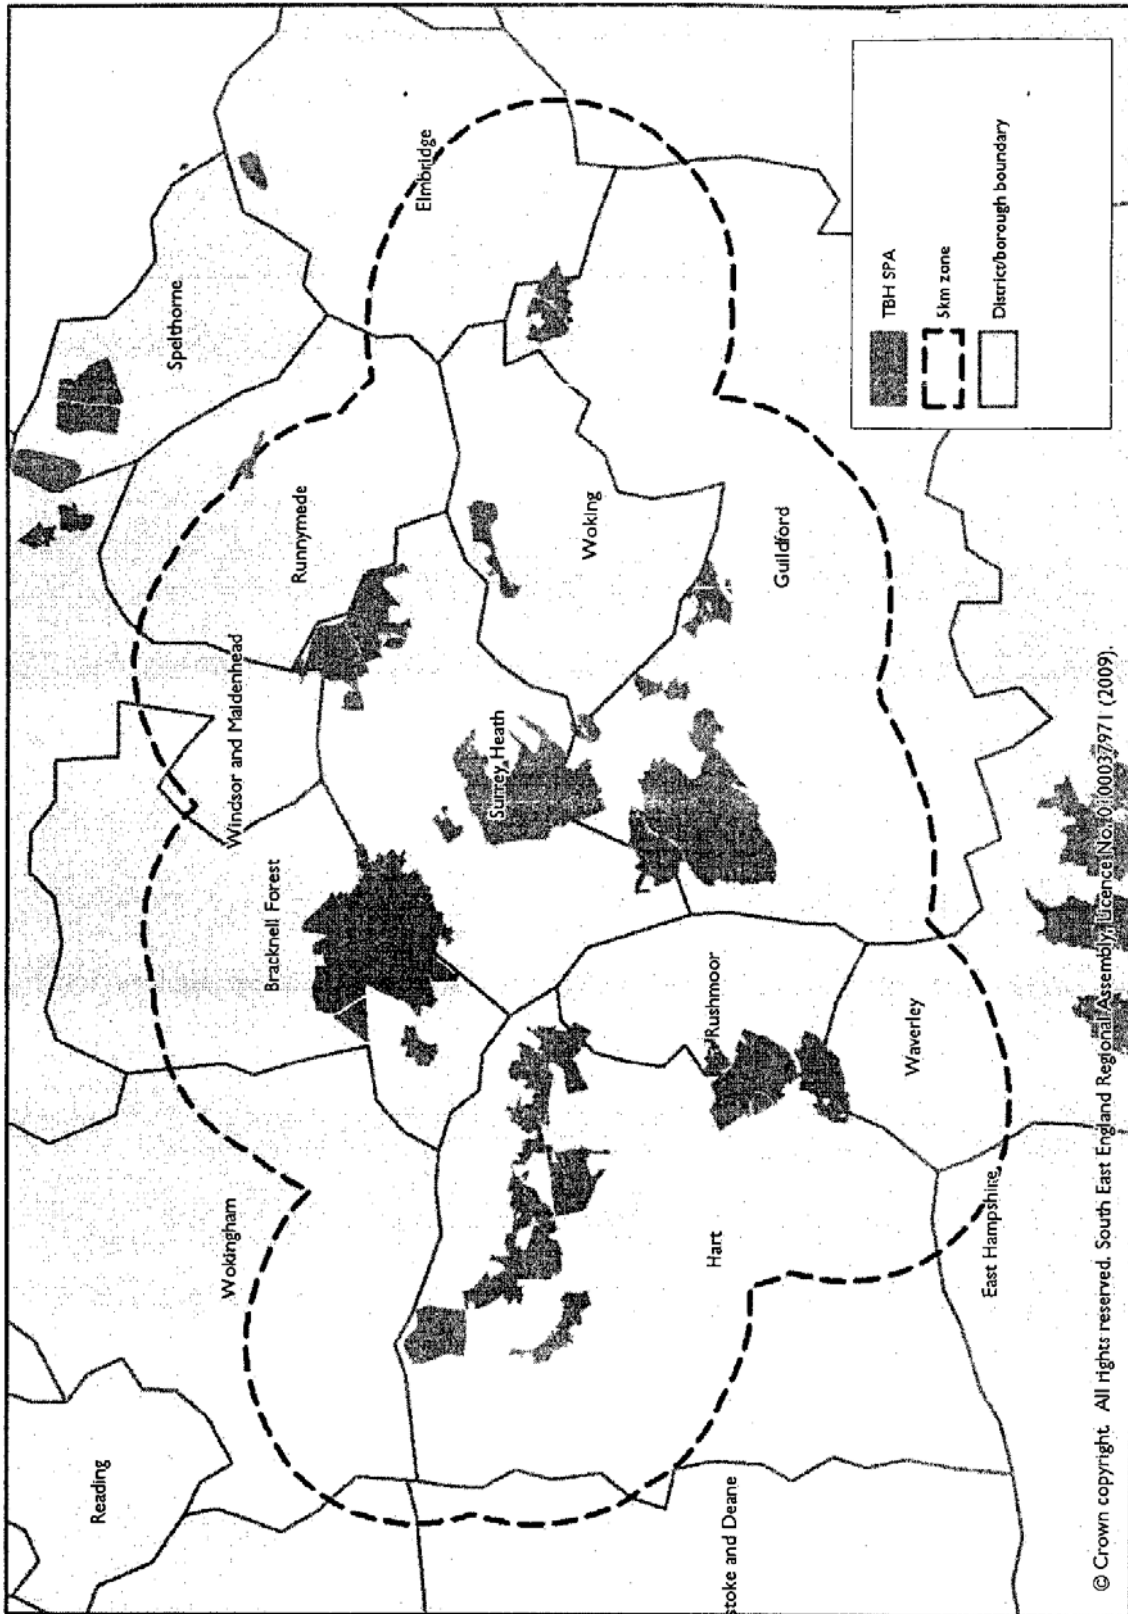 Reading
Wokingham
Bracknell Forest
Windsor and Maidenhead
Runnymede
Spelthorne
Elmbridge
Surrey Heath
Woking
Hart
Rushmoor
Guildford
Waverley
East Hampshire
stoke and Deane
TBH SPA
5km zone
District/borough boundary
© Crown copyright. All rights reserved. South East England Regional Assembly. Licence No. 0100037971 (2009).